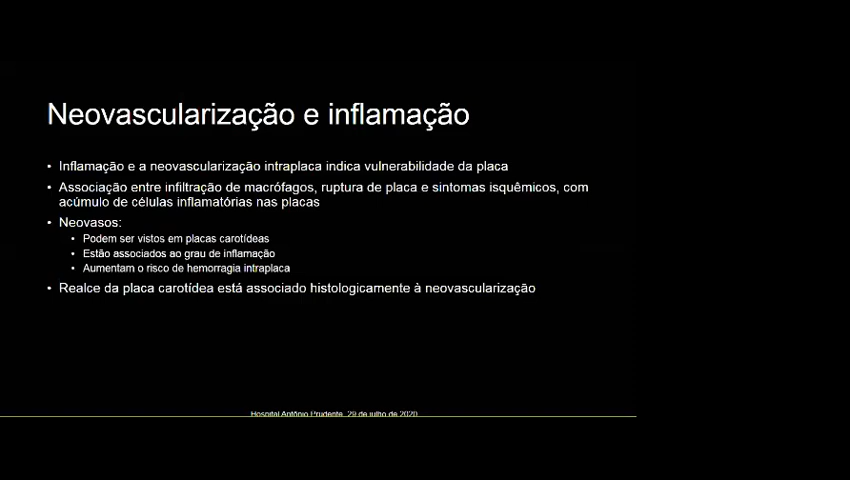 Neovascularização e inflamação
• Inflamação e a neovascularização intraplaca indica vulnerabilidade da placa
• Associação entre infiltração de macrófagos, ruptura de placa e sintomas isquêmicos, com
acúmulo de células inflamatórias nas placas
• Neovasos:
• Podem ser vistos em placas carotídeas
• Estão associados ao grau de inflamação
• Aumentam o risco de hemorragia intraplaca
• Realce da placa carotídea está associado histologicamente à neovascularização
Hospital Antônio Prudente, 29 de julho de 2020